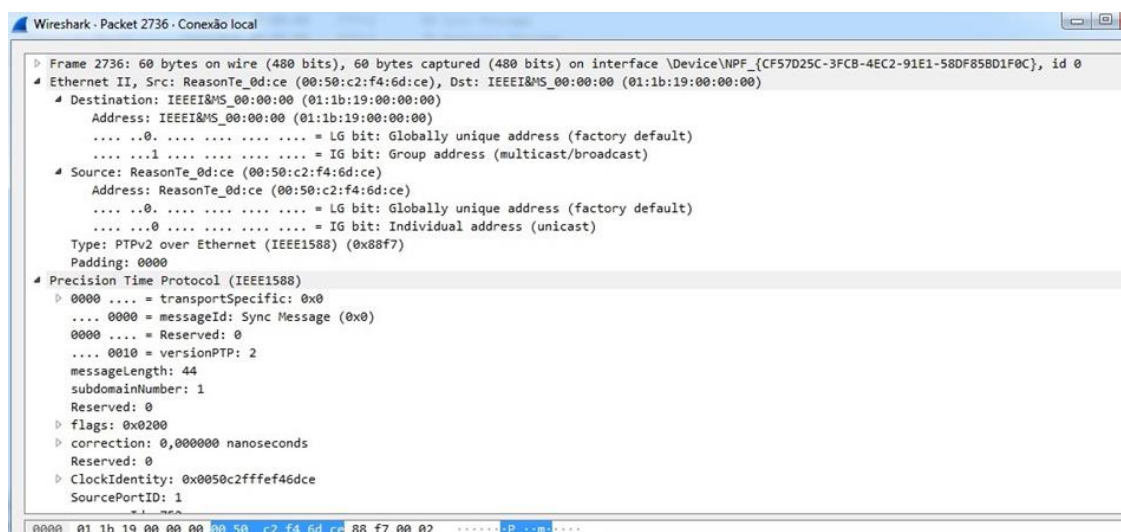 Wireshark · Packet 2736 · Conexão local
Frame 2736: 60 bytes on wire (480 bits), 60 bytes captured (480 bits) on interface \Device\NPF_{CF57D25C-3FCB-4EC2-91E1-58DF85BD1F0C}, id 0
Ethernet II, Src: ReasonTe_0d:ce (00:50:c2:f4:6d:ce), Dst: IEEEI&MS_00:00:00 (01:1b:19:00:00:00)
Destination: IEEEI&MS_00:00:00 (01:1b:19:00:00:00)
Address: IEEEI&MS_00:00:00 (01:1b:19:00:00:00)
.... ..0. .... .... .... .... = LG bit: Globally unique address (factory default)
.... ...1 .... .... .... .... = IG bit: Group address (multicast/broadcast)
Source: ReasonTe_0d:ce (00:50:c2:f4:6d:ce)
Address: ReasonTe_0d:ce (00:50:c2:f4:6d:ce)
.... ..0. .... .... .... .... = LG bit: Globally unique address (factory default)
.... ...0 .... .... .... .... = IG bit: Individual address (unicast)
Type: PTPv2 over Ethernet (IEEE1588) (0x88f7)
Padding: 0000
Precision Time Protocol (IEEE1588)
0000 .... = transportSpecific: 0x0
.... 0000 = messageId: Sync Message (0x0)
0000 .... = Reserved: 0
.... 0010 = versionPTP: 2
messageLength: 44
subdomainNumber: 1
Reserved: 0
flags: 0x0200
correction: 0,000000 nanoseconds
Reserved: 0
ClockIdentity: 0x0050c2fffef46dce
SourcePortID: 1
0000 01 1b 19 00 00 00 00 50 c2 f4 6d ce 88 f7 00 02 ·······P ··m·····